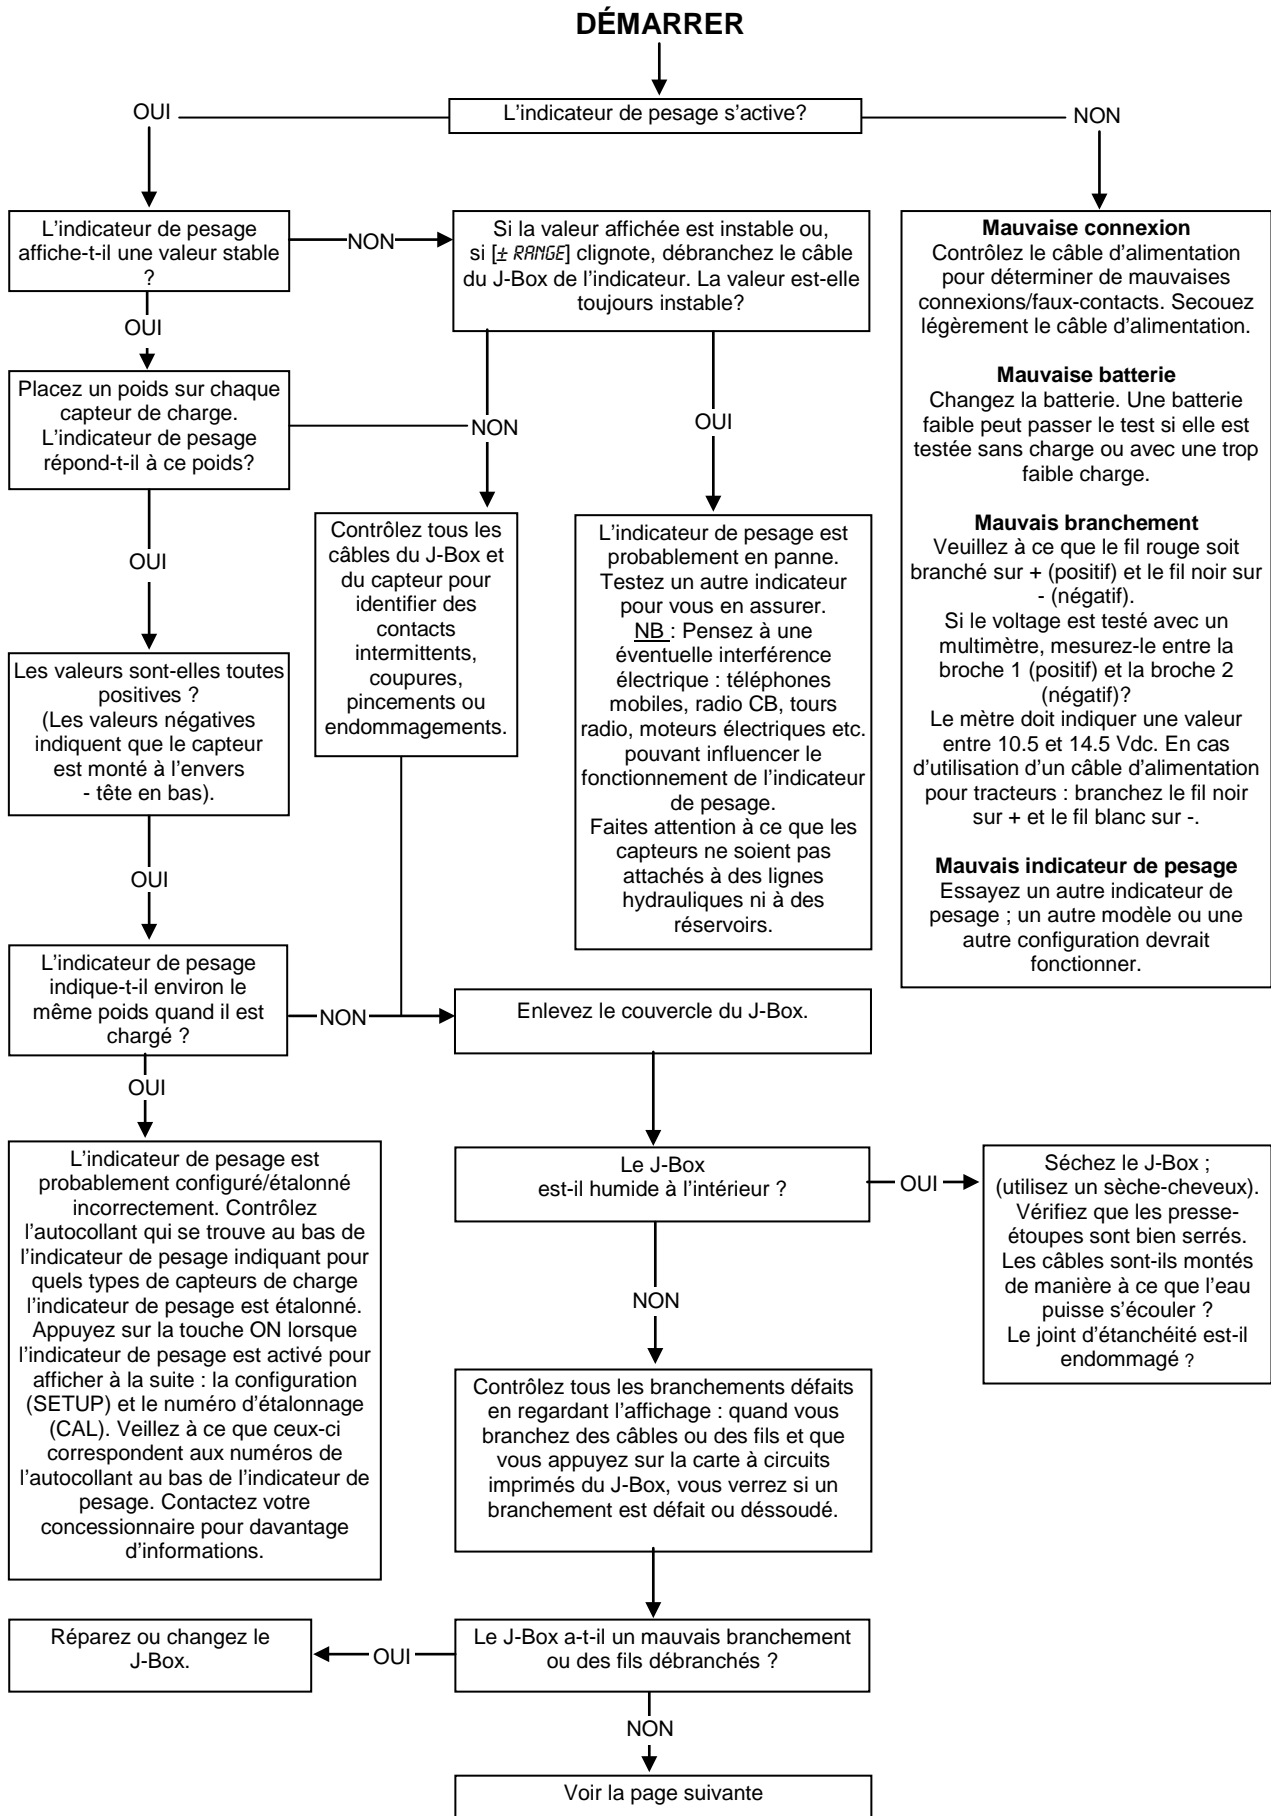 DÉMARRER
L'indicateur de pesage s'active?
OUI
NON
L'indicateur de pesage
affiche-t-il une valeur stable
?
NON
Si la valeur affichée est instable ou,
si [± RANGE] clignote, débranchez le câble
du J-Box de l'indicateur. La valeur est-elle
toujours instable?
Mauvaise connexion
Contrôlez le câble d'alimentation
pour déterminer de mauvaises
connexions/faux-contacts. Secouez
légèrement le câble d'alimentation.
Mauvaise batterie
Changez la batterie. Une batterie
faible peut passer le test si elle est
testée sans charge ou avec une trop
faible charge.
Mauvais branchement
Veuillez à ce que le fil rouge soit
branché sur + (positif) et le fil noir sur
- (négatif).
Si le voltage est testé avec un
multimètre, mesurez-le entre la
broche 1 (positif) et la broche 2
(négatif)?
Le mètre doit indiquer une valeur
entre 10.5 et 14.5 Vdc. En cas
d'utilisation d'un câble d'alimentation
pour tracteurs : branchez le fil noir
sur + et le fil blanc sur -.
Mauvais indicateur de pesage
Essayez un autre indicateur de
pesage ; un autre modèle ou une
autre configuration devrait
fonctionner.
OUI
Placez un poids sur chaque
capteur de charge.
L'indicateur de pesage
répond-t-il à ce poids?
NON
OUI
Contrôlez tous les
câbles du J-Box et
du capteur pour
identifier des
contacts
intermittents,
coupures,
pincements ou
endommagements.
L'indicateur de pesage est
probablement en panne.
Testez un autre indicateur
pour vous en assurer.
NB : Pensez à une
éventuelle interférence
électrique : téléphones
mobiles, radio CB, tours
radio, moteurs électriques etc.
pouvant influencer le
fonctionnement de l'indicateur
de pesage.
Faites attention à ce que les
capteurs ne soient pas
attachés à des lignes
hydrauliques ni à des
réservoirs.
OUI
Les valeurs sont-elles toutes
positives ?
(Les valeurs négatives
indiquent que le capteur
est monté à l'envers
- tête en bas).
OUI
L'indicateur de pesage
indique-t-il environ le
même poids quand il est
chargé ?
NON
Enlevez le couvercle du J-Box.
OUI
L'indicateur de pesage est
probablement configuré/étalonné
incorrectement. Contrôlez
l'autocollant qui se trouve au bas de
l'indicateur de pesage indiquant pour
quels types de capteurs de charge
l'indicateur de pesage est étalonné.
Appuyez sur la touche ON lorsque
l'indicateur de pesage est activé pour
afficher à la suite : la configuration
(SETUP) et le numéro d'étalonnage
(CAL). Veillez à ce que ceux-ci
correspondent aux numéros de
l'autocollant au bas de l'indicateur de
pesage. Contactez votre
concessionnaire pour davantage
d'informations.
Le J-Box
est-il humide à l'intérieur ?
OUI
Séchez le J-Box ;
(utilisez un sèche-cheveux).
Vérifiez que les presse-
étoupes sont bien serrés.
Les câbles sont-ils montés
de manière à ce que l'eau
puisse s'écouler ?
Le joint d'étanchéité est-il
endommagé ?
NON
Contrôlez tous les branchements défaits
en regardant l'affichage : quand vous
branchez des câbles ou des fils et que
vous appuyez sur la carte à circuits
imprimés du J-Box, vous verrez si un
branchement est défait ou déssoudé.
Le J-Box a-t-il un mauvais branchement
ou des fils débranchés ?
OUI
Réparez ou changez le
J-Box.
NON
Voir la page suivante